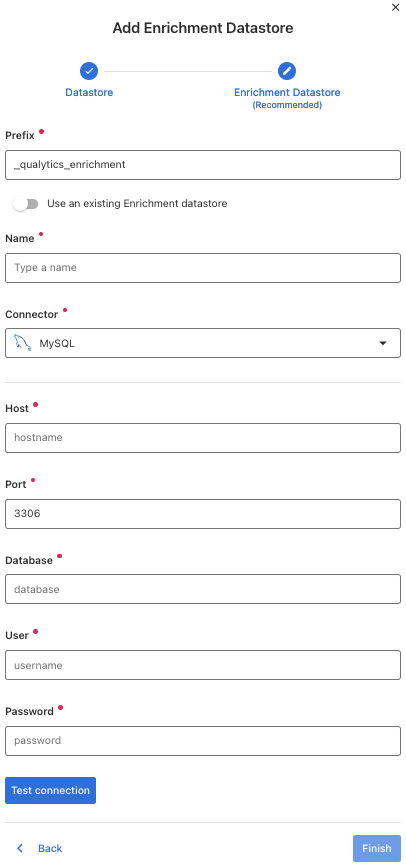 Add Enrichment Datastore
Datastore
Enrichment Datastore
(Recommended)
Prefix
_qualytics_enrichment
Use an existing Enrichment datastore
Name
Type a name
Connector
MySQL
Host
hostname
Port
3306
Database
database
User
username
Password
password
Test connection
Back
Finish